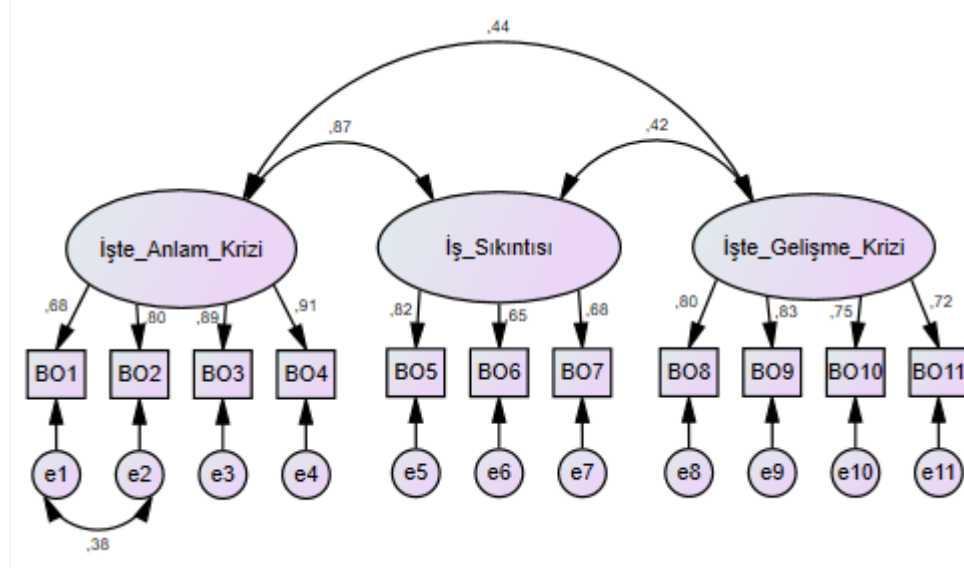 ,44
,87
,42
İşte_Anlam_Krizi
İş_Sıkıntısı
İşte_Gelişme_Krizi
,68
,80
,89
,91
,82
,65
,68
,80
,83
,75
,72
BO1
BO2
BO3
BO4
BO5
BO6
BO7
BO8
BO9
BO10
BO11
e1
e2
e3
e4
e5
e6
e7
e8
e9
e10
e11
,38